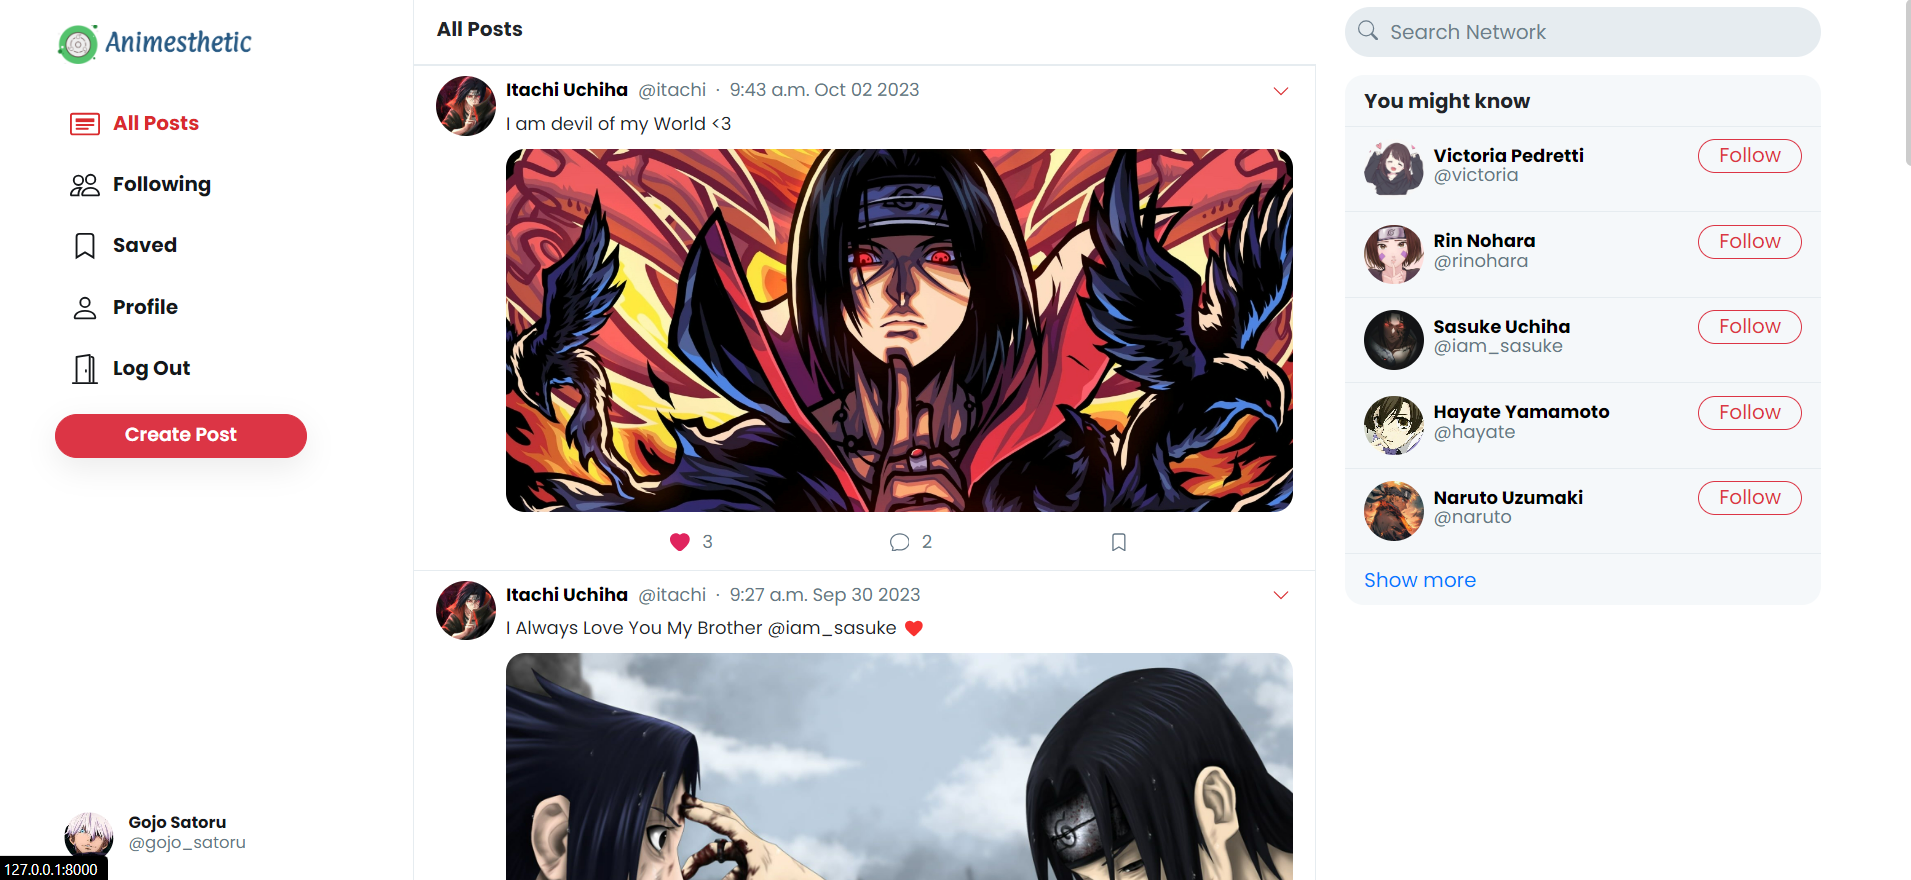 Animesthetic
All Posts
Following
Saved
Profile
Log Out
Create Post
Gojo Satoru
@gojo_satoru
127.0.0.1:8000
All Posts
Itachi Uchiha @itachi · 9:43 a.m. Oct 02 2023
I am devil of my World <3
3 2
Itachi Uchiha @itachi · 9:27 a.m. Sep 30 2023
I Always Love You My Brother @iam_sasuke ❤️
Search Network
You might know
Victoria Pedretti
@victoria
Follow
Rin Nohara
@rinohara
Follow
Sasuke Uchiha
@iam_sasuke
Follow
Hayate Yamamoto
@hayate
Follow
Naruto Uzumaki
@naruto
Follow
Show more